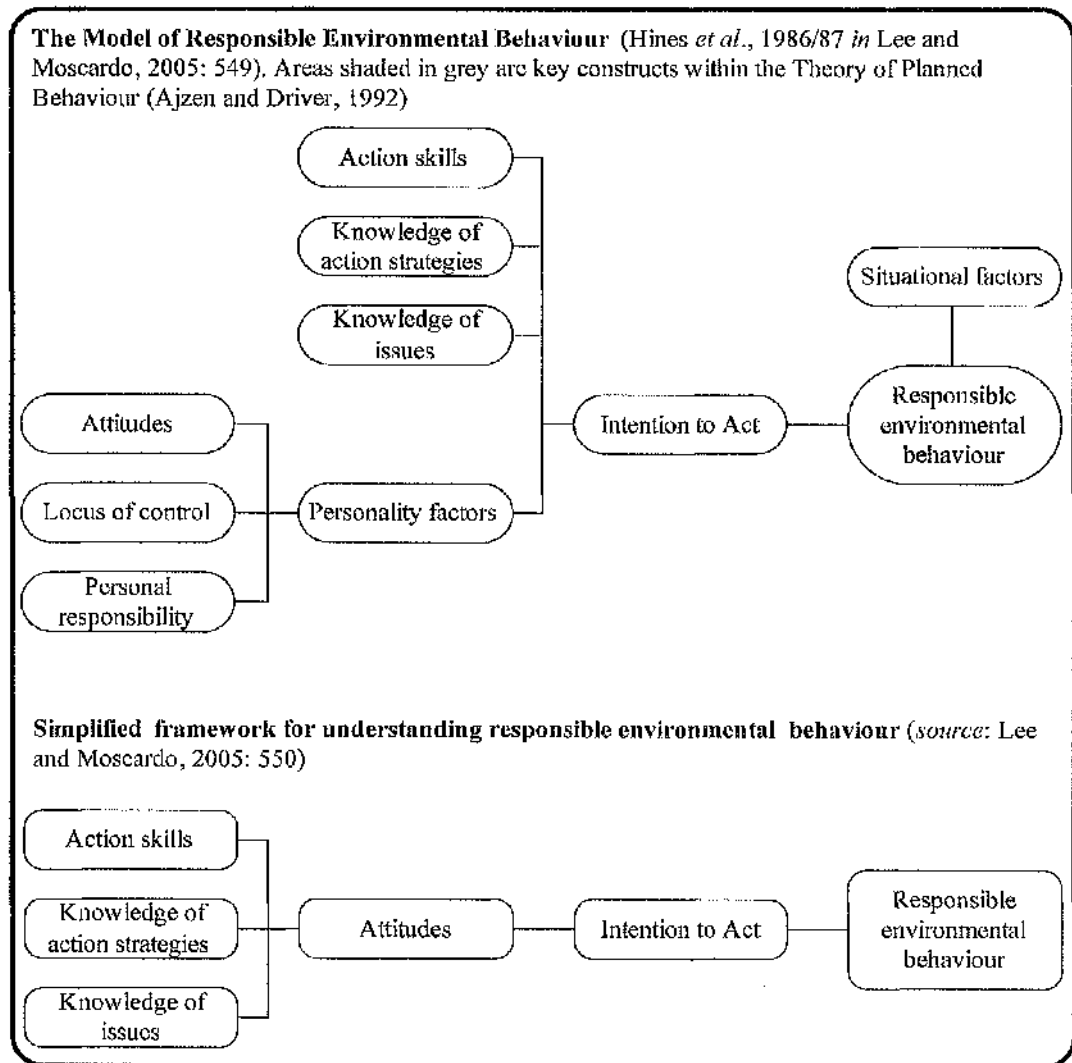 The Model of Responsible Environmental Behaviour (Hines et al., 1986/87 in Lee and
Moscardo, 2005: 549). Areas shaded in grey are key constructs within the Theory of Planned
Behaviour (Ajzen and Driver, 1992)
Action skills
Knowledge of
action strategies
Knowledge of
issues
Situational factors
Attitudes
Intention to Act
Responsible
environmental
behaviour
Locus of control
Personality factors
Personal
responsibility
Simplified framework for understanding responsible environmental behaviour (source: Lee
and Moscardo, 2005: 550)
Action skills
Knowledge of
action strategies
Attitudes
Intention to Act
Responsible
environmental
behaviour
Knowledge of
issues